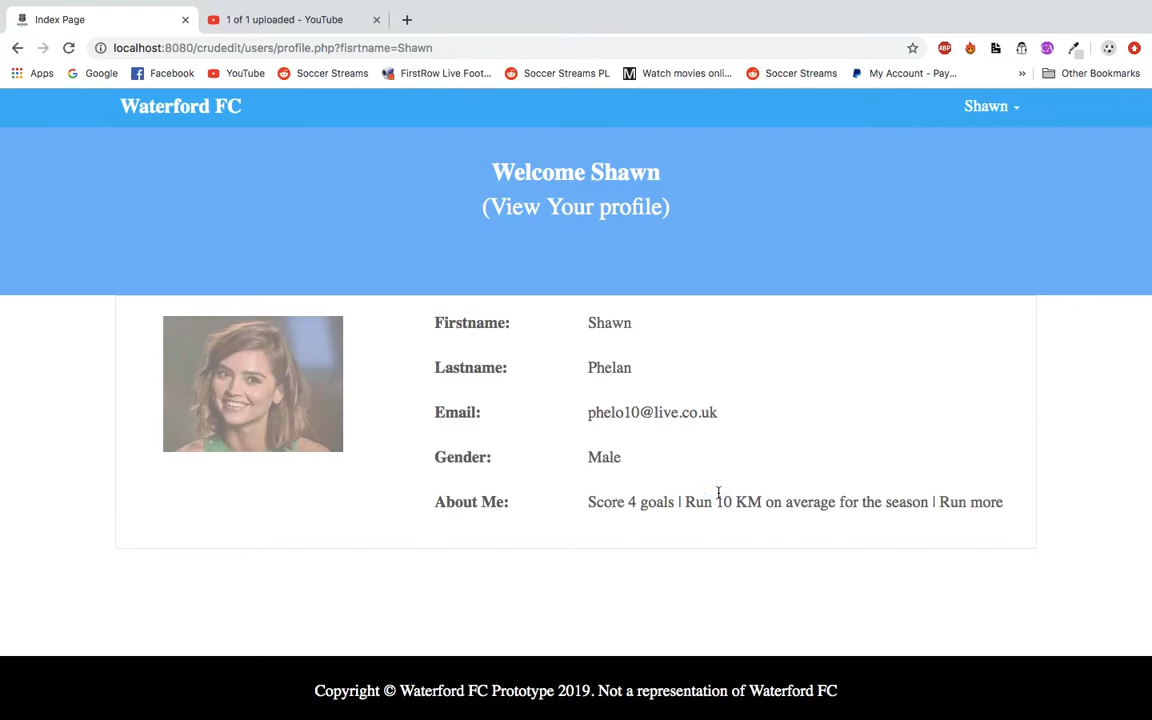 Index Page
1 of 1 uploaded - YouTube
localhost:8080/crudedit/users/profile.php?fisrtname=Shawn
ABP
Apps Google Facebook YouTube Soccer Streams FirstRow Live Foot... Soccer Streams PL Watch movies onli... Soccer Streams My Account - Pay... » Other Bookmarks
Waterford FC
Shawn
Welcome Shawn
(View Your profile)
Firstname: Shawn
Lastname: Phelan
Email: phelo10@live.co.uk
Gender: Male
About Me: Score 4 goals | Run 10 KM on average for the season | Run more
Copyright © Waterford FC Prototype 2019. Not a representation of Waterford FC